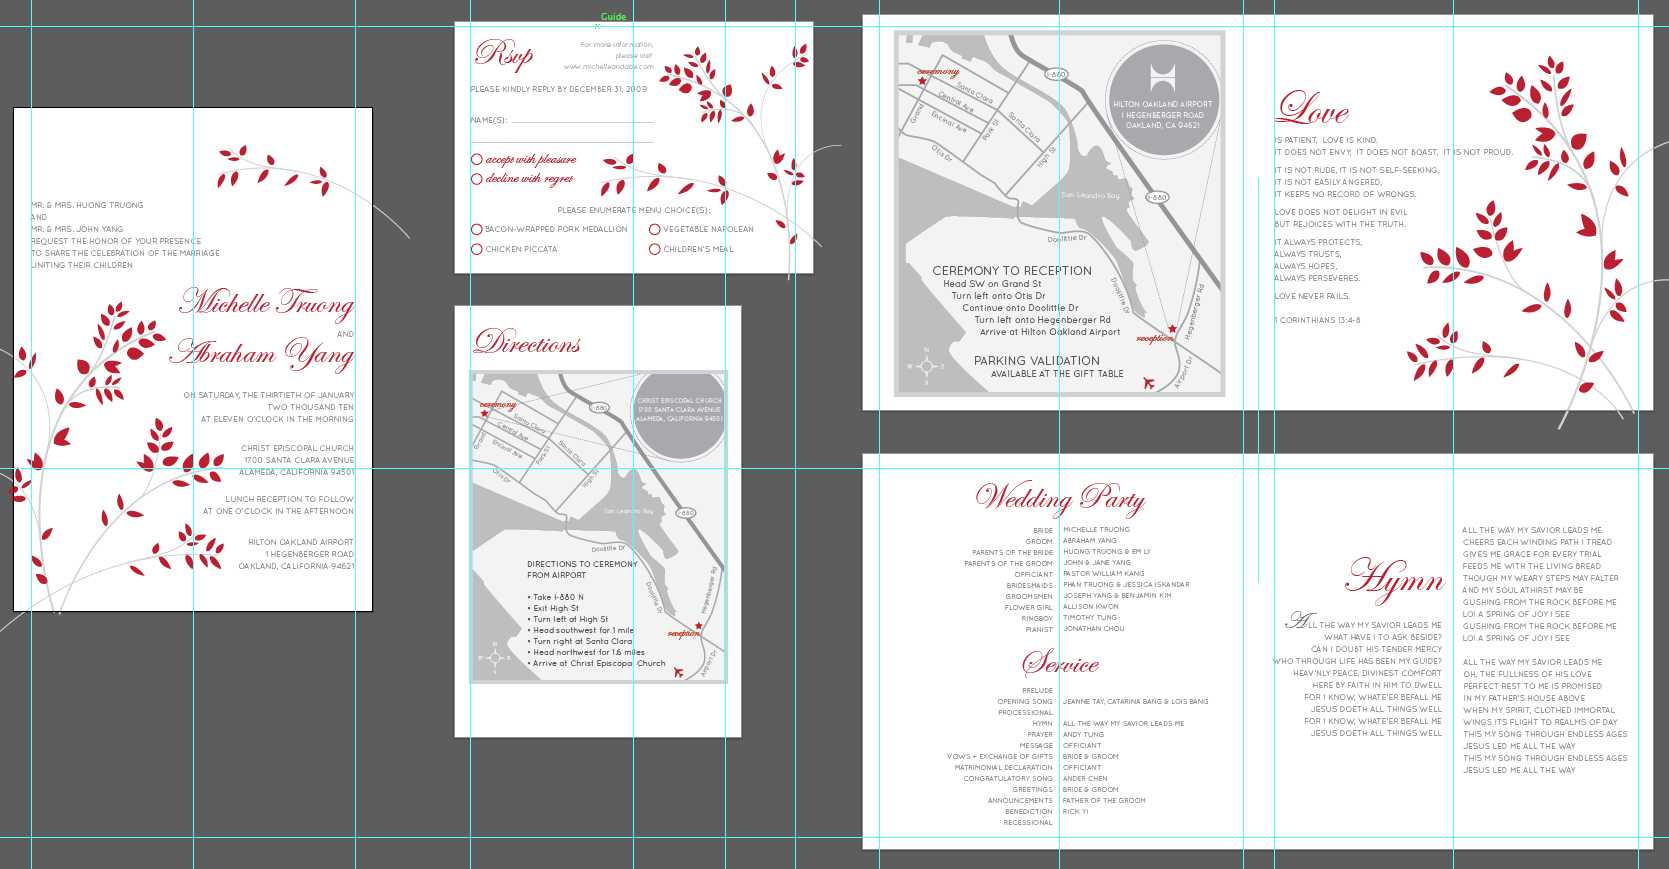 Guide
MR. & MRS. HUONG TRUONG
AND
MR. & MRS. JOHN YANG
REQUEST THE HONOR OF YOUR PRESENCE
TO SHARE THE CELEBRATION OF THE MARRIAGE
UNITING THEIR CHILDREN
Michelle Truong
AND
Abraham Yang
ON SATURDAY, THE THIRTIETH OF JANUARY
TWO THOUSAND TEN
AT ELEVEN O'CLOCK IN THE MORNING
CHRIST EPISCOPAL CHURCH
1700 SANTA CLARA AVENUE
ALAMEDA, CALIFORNIA 94501
LUNCH RECEPTION TO FOLLOW
AT ONE O'CLOCK IN THE AFTERNOON
HILTON OAKLAND AIRPORT
1 HEGENBERGER ROAD
OAKLAND, CALIFORNIA 94621
Rsvp
For more information,
please visit
www.michelleandabe.com
PLEASE KINDLY REPLY BY DECEMBER 31, 2009
NAME(S):
accept with pleasure
decline with regret
PLEASE ENUMERATE MENU CHOICE(S):
BACON-WRAPPED PORK MEDALLION
VEGETABLE NAPOLEAN
CHICKEN PICCATA
CHILDREN'S MEAL
Directions
ceremony
I-880
CHRIST EPISCOPAL CHURCH
1700 SANTA CLARA AVENUE
ALAMEDA, CALIFORNIA 94501
Santa Clara
Central Ave
Encinal Ave
Grand
Park St
Santa Clara
High St
Otis Dr
San Leandro Bay
I-880
Doolittle Dr
DIRECTIONS TO CEREMONY
FROM AIRPORT
• Take I-880 N
• Exit High St
• Turn left at High St
• Head southwest for 1 mile
• Turn right at Santa Clara
• Head northwest for 1.6 miles
• Arrive at Christ Episcopal Church
Doolittle Dr
Hegenberger Rd
reception
Airport Dr
N
W
E
S
ceremony
I-880
HILTON OAKLAND AIRPORT
1 HEGENBERGER ROAD
OAKLAND, CA 94621
Santa Clara
Central Ave
Encinal Ave
Grand
Park St
Santa Clara
High St
Otis Dr
San Leandro Bay
I-880
Doolittle Dr
CEREMONY TO RECEPTION
Head SW on Grand St
Turn left onto Otis Dr
Continue onto Doolittle Dr
Turn left onto Hegenberger Rd
Arrive at Hilton Oakland Airport
PARKING VALIDATION
AVAILABLE AT THE GIFT TABLE
Doolittle Dr
Hegenberger Rd
reception
Airport Dr
N
W
E
S
Love
IS PATIENT, LOVE IS KIND.
IT DOES NOT ENVY, IT DOES NOT BOAST, IT IS NOT PROUD.
IT IS NOT RUDE, IT IS NOT SELF-SEEKING,
IT IS NOT EASILY ANGERED,
IT KEEPS NO RECORD OF WRONGS.
LOVE DOES NOT DELIGHT IN EVIL
BUT REJOICES WITH THE TRUTH.
IT ALWAYS PROTECTS,
ALWAYS TRUSTS,
ALWAYS HOPES,
ALWAYS PERSEVERES.
LOVE NEVER FAILS.
1 CORINTHIANS 13:4-8
Wedding Party
BRIDE MICHELLE TRUONG
GROOM ABRAHAM YANG
PARENTS OF THE BRIDE HUONG TRUONG & EM LY
PARENTS OF THE GROOM JOHN & JANE YANG
OFFICIANT PASTOR WILLIAM KANG
BRIDESMAIDS PHAN TRUONG & JESSICA ISKANDAR
GROOMSMEN JOSEPH YANG & BENJAMIN KIM
FLOWER GIRL ALLISON KWON
RINGBOY TIMOTHY TUNG
PIANIST JONATHAN CHOU
Service
PRELUDE
OPENING SONG JEANNE TAY, CATARINA BANG & LOIS BANG
PROCESSIONAL
HYMN ALL THE WAY MY SAVIOR LEADS ME
PRAYER ANDY TUNG
MESSAGE OFFICIANT
VOWS + EXCHANGE OF GIFTS BRIDE & GROOM
MATRIMONIAL DECLARATION OFFICIANT
CONGRATULATORY SONG ANDER CHEN
GREETINGS BRIDE & GROOM
ANNOUNCEMENTS FATHER OF THE GROOM
BENEDICTION RICK YI
RECESSIONAL
Hymn
ALL THE WAY MY SAVIOR LEADS ME
WHAT HAVE I TO ASK BESIDE?
CAN I DOUBT HIS TENDER MERCY
WHO THROUGH LIFE HAS BEEN MY GUIDE?
HEAV'NLY PEACE, DIVINEST COMFORT
HERE BY FAITH IN HIM TO DWELL
FOR I KNOW, WHATE'ER BEFALL ME
JESUS DOETH ALL THINGS WELL
FOR I KNOW, WHATE'ER BEFALL ME
JESUS DOETH ALL THINGS WELL
ALL THE WAY MY SAVIOR LEADS ME
CHEERS EACH WINDING PATH I TREAD
GIVES ME GRACE FOR EVERY TRIAL
FEEDS ME WITH THE LIVING BREAD
THOUGH MY WEARY STEPS MAY FALTER
AND MY SOUL ATHIRST MAY BE
GUSHING FROM THE ROCK BEFORE ME
LO! A SPRING OF JOY I SEE
GUSHING FROM THE ROCK BEFORE ME
LO! A SPRING OF JOY I SEE
ALL THE WAY MY SAVIOR LEADS ME
OH, THE FULLNESS OF HIS LOVE
PERFECT REST TO ME IS PROMISED
IN MY FATHER'S HOUSE ABOVE
WHEN MY SPIRIT, CLOTHED IMMORTAL
WINGS ITS FLIGHT TO REALMS OF DAY
THIS MY SONG THROUGH ENDLESS AGES
JESUS LED ME ALL THE WAY
THIS MY SONG THROUGH ENDLESS AGES
JESUS LED ME ALL THE WAY